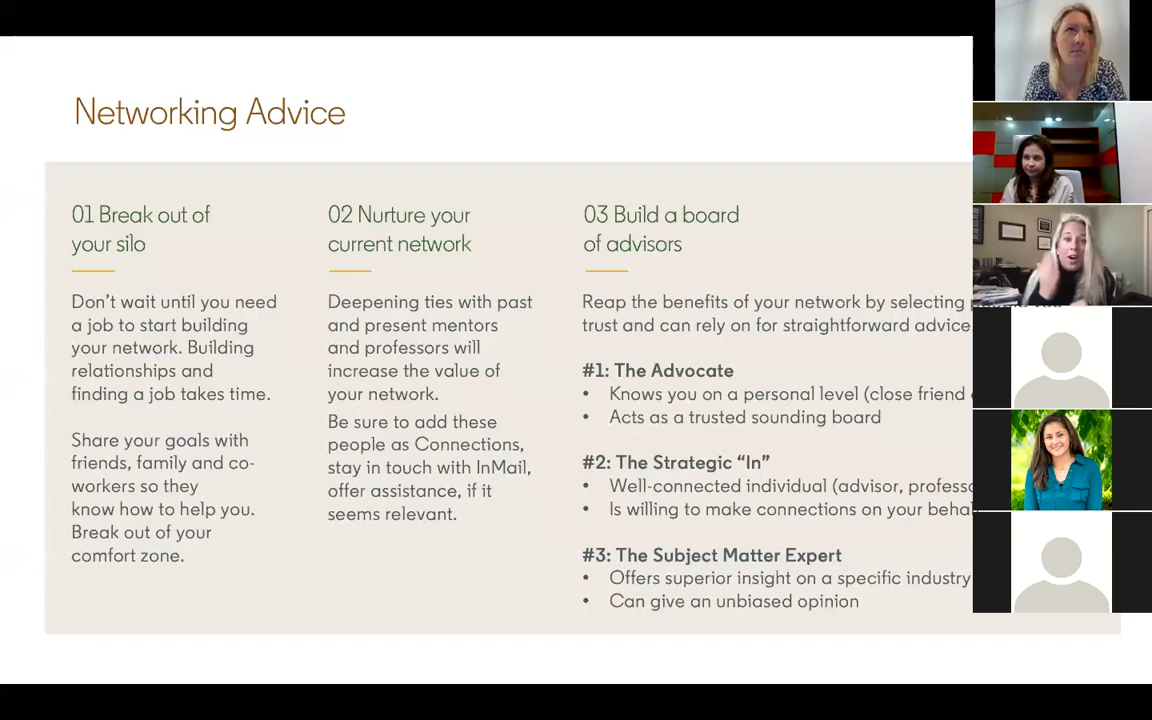 Networking Advice
01 Break out of
your silo
Don't wait until you need
a job to start building
your network. Building
relationships and
finding a job takes time.
Share your goals with
friends, family and co-
workers so they
know how to help you.
Break out of your
comfort zone.
02 Nurture your
current network
Deepening ties with past
and present mentors
and professors will
increase the value of
your network.
Be sure to add these
people as Connections,
stay in touch with InMail,
offer assistance, if it
seems relevant.
03 Build a board
of advisors
Reap the benefits of your network by selecting
trust and can rely on for straightforward advice.
#1: The Advocate
• Knows you on a personal level (close friend
• Acts as a trusted sounding board
#2: The Strategic “In”
• Well-connected individual (advisor,
• Is willing to make connections on your
#3: The Subject Matter Expert
• Offers superior insight on a specific industry
• Can give an unbiased opinion